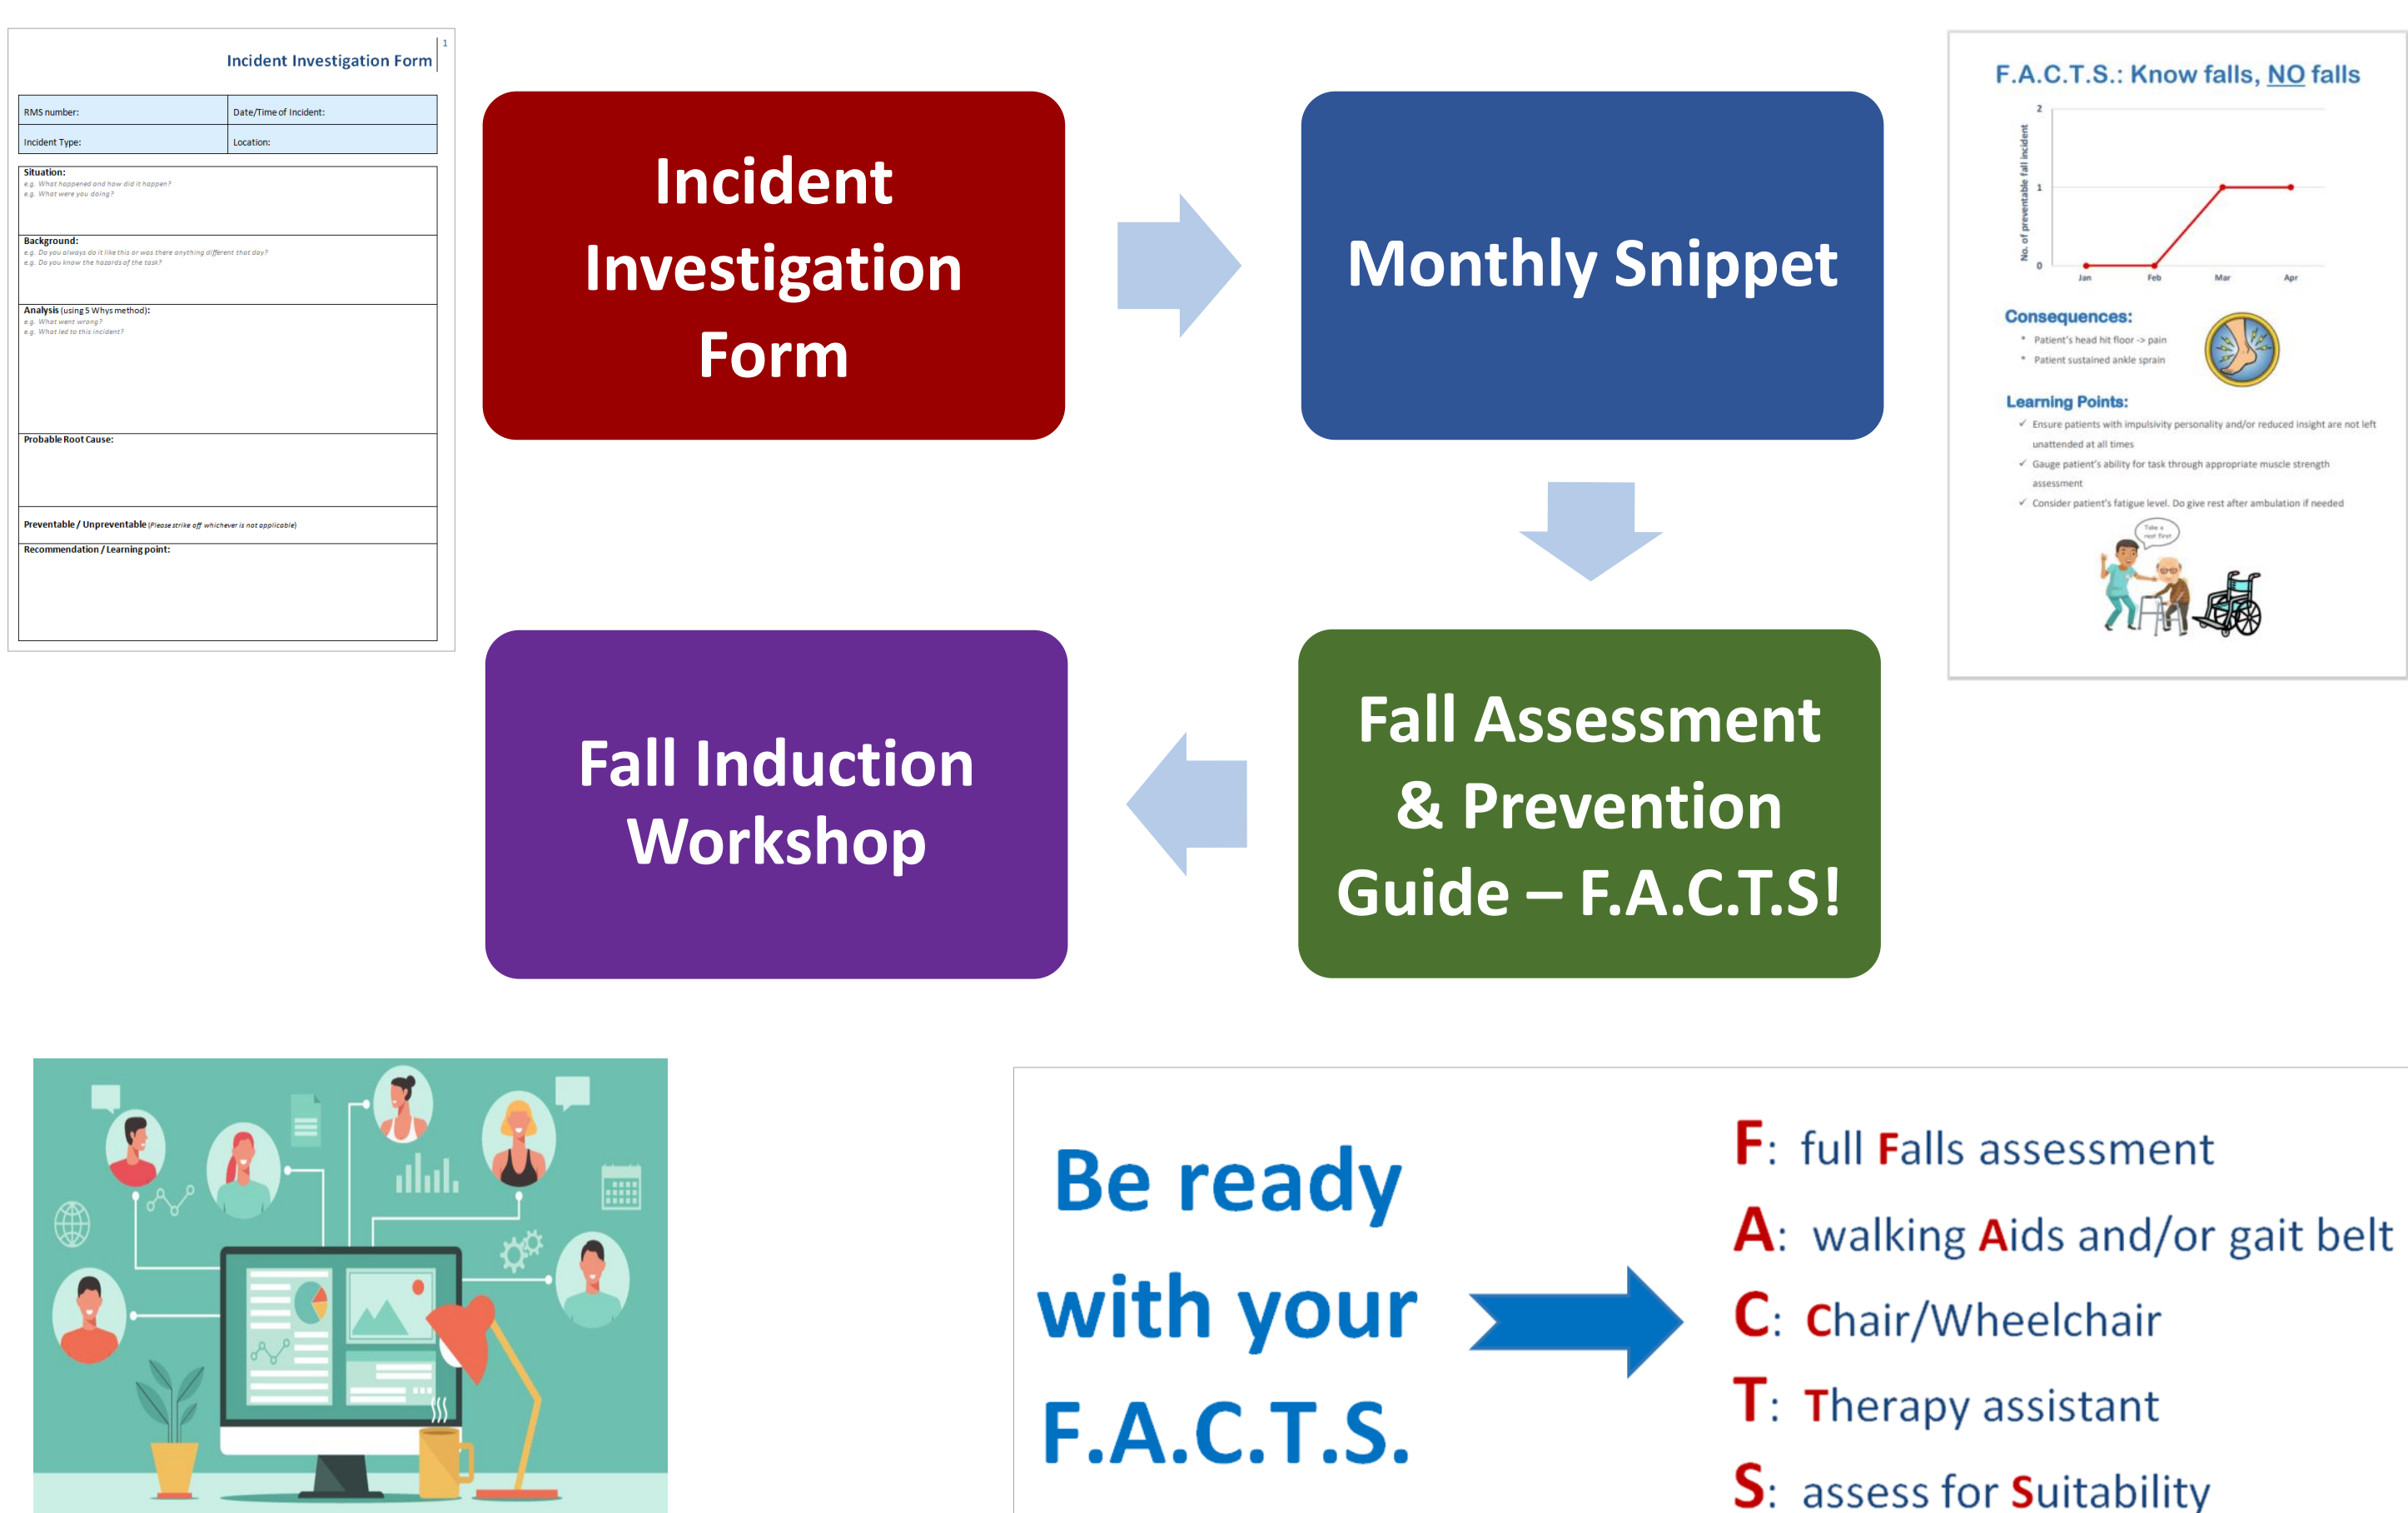 1
Incident Investigation Form
RMS number:
Date/Time of Incident:
Incident Type:
Location:
Situation:
e.g. What happened and how did it happen?
e.g. What were you doing?
Background:
e.g. Do you always do it like this or was there anything different that day?
e.g. Do you know the hazards of the task?
Analysis (using 5 Whys method):
e.g. What went wrong?
e.g. What led to this incident?
Probable Root Cause:
Preventable / Unpreventable (Please strike off whichever is not applicable)
Recommendation / Learning point:
Incident
Investigation
Form
Monthly Snippet
F.A.C.T.S.: Know falls, NO falls
No. of preventable fall incident
2
1
0
Jan Feb Mar Apr
Consequences:
* Patient's head hit floor -> pain
* Patient sustained ankle sprain
Learning Points:
✓ Ensure patients with impulsivity personality and/or reduced insight are not left
unattended at all times
✓ Gauge patient's ability for task through appropriate muscle strength
assessment
✓ Consider patient's fatigue level. Do give rest after ambulation if needed
Take a
rest first
Fall Induction
Workshop
Fall Assessment
& Prevention
Guide – F.A.C.T.S!
Be ready
with your
F.A.C.T.S.
F: full Falls assessment
A: walking Aids and/or gait belt
C: Chair/Wheelchair
T: Therapy assistant
S: assess for Suitability